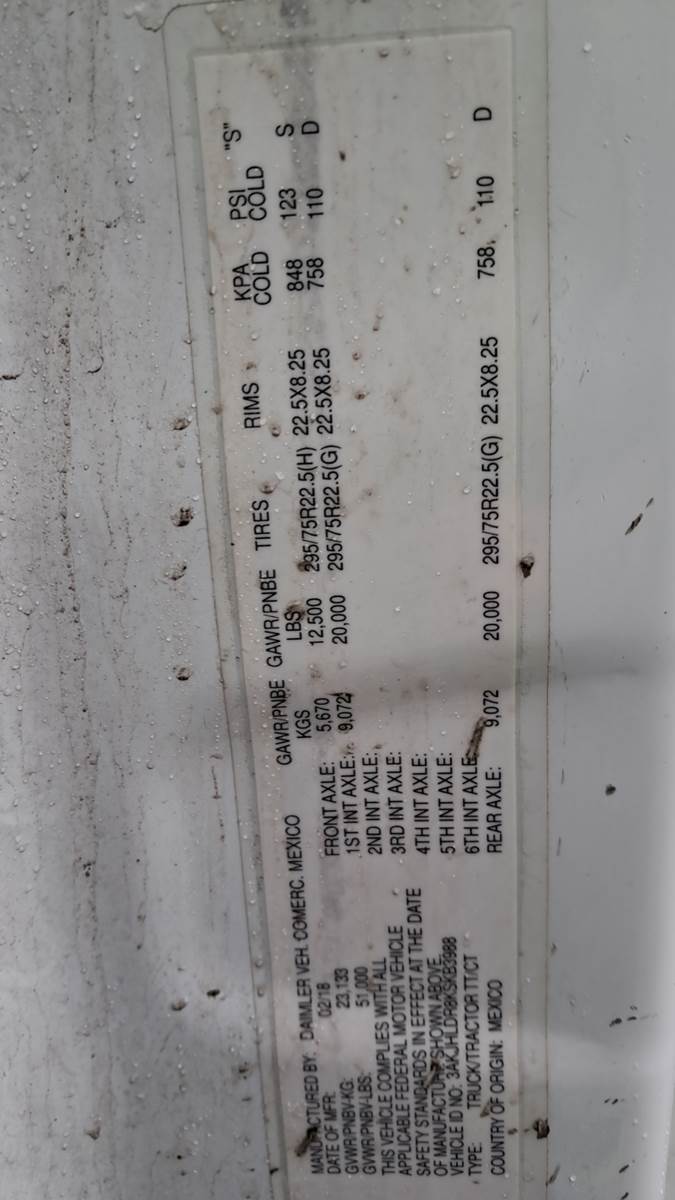 MANUFACTURED BY: DAIMLER VEH. COMERC. MEXICO
DATE OF MFR: 02/18
GVWR/PNBV-KG: 23,133
GVWR/PNBV-LBS: 51,000
THIS VEHICLE COMPLIES WITH ALL
APPLICABLE FEDERAL MOTOR VEHICLE
SAFETY STANDARDS IN EFFECT AT THE DATE
OF MANUFACTURE SHOWN ABOVE.
VEHICLE ID NO: 3AKJHLDR8KSKB3988
TYPE: TRUCK/TRACTOR TT/CT
COUNTRY OF ORIGIN: MEXICO
GAWR/PNBE GAWR/PNBE TIRES RIMS KPA PSI "S"
KGS LBS COLD COLD
FRONT AXLE: 5,670 12,500 295/75R22.5(H) 22.5X8.25 848 123 S
1ST INT AXLE: 9,072 20,000 295/75R22.5(G) 22.5X8.25 758 110 D
2ND INT AXLE:
3RD INT AXLE:
4TH INT AXLE:
5TH INT AXLE:
6TH INT AXLE:
REAR AXLE: 9,072 20,000 295/75R22.5(G) 22.5X8.25 758 110 D